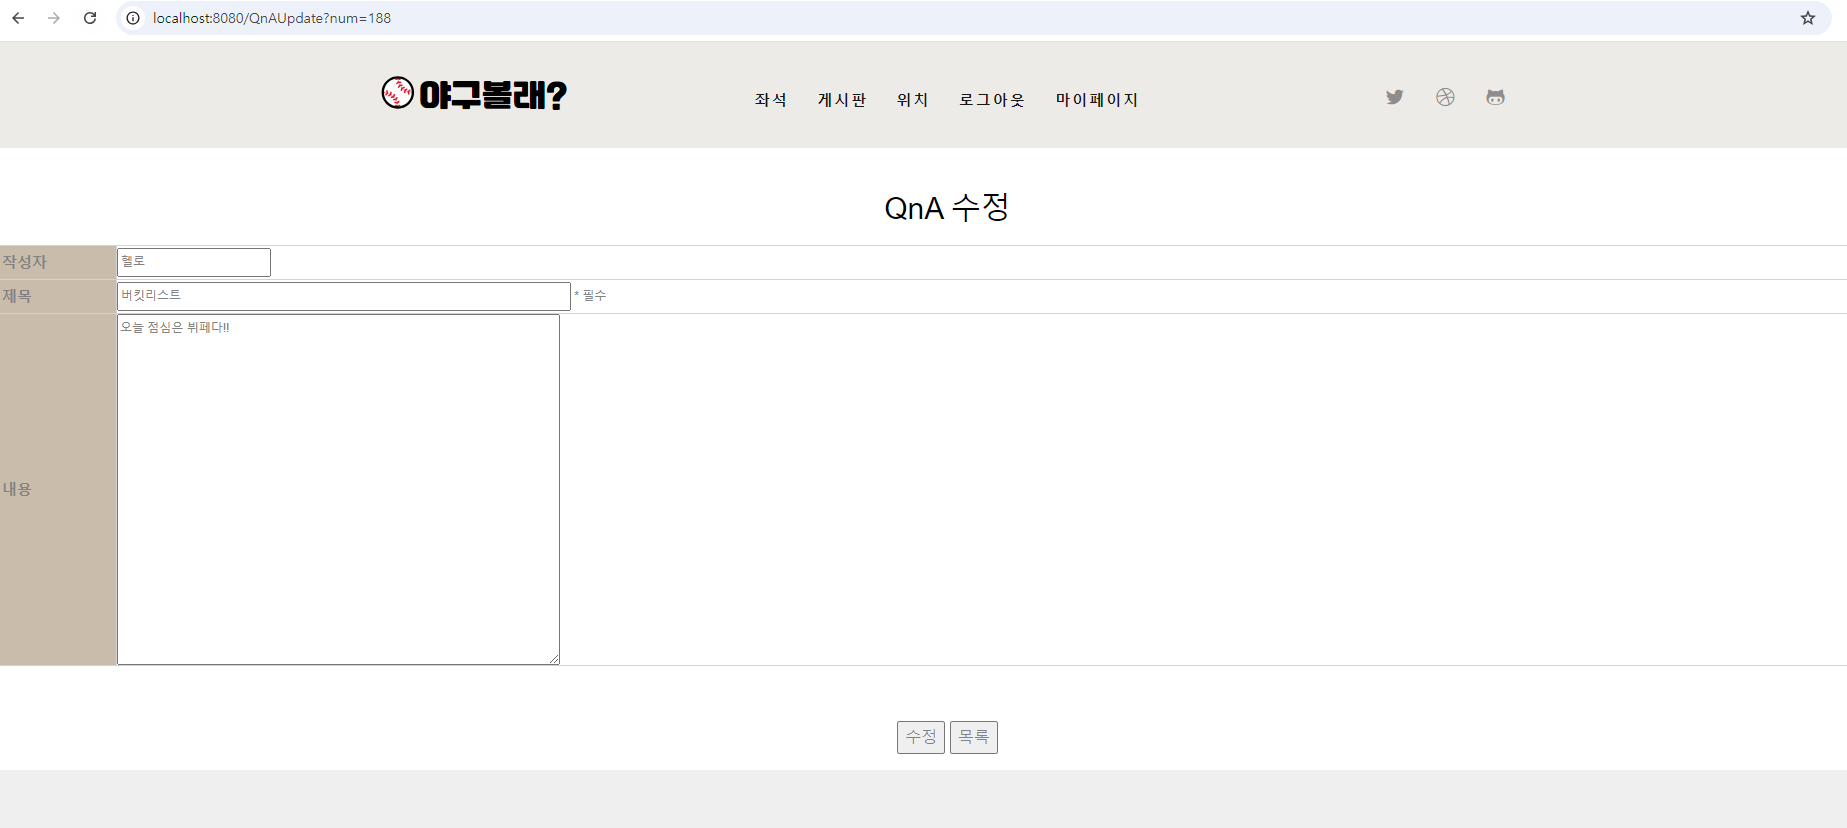 localhost:8080/QnAUpdate?num=188
야구볼래?
좌석 게시판 위치 로그아웃 마이페이지
QnA 수정
작성자 헬로
제목 버킷리스트 * 필수
오늘 점심은 뷔페다!!
내용
수정 목록